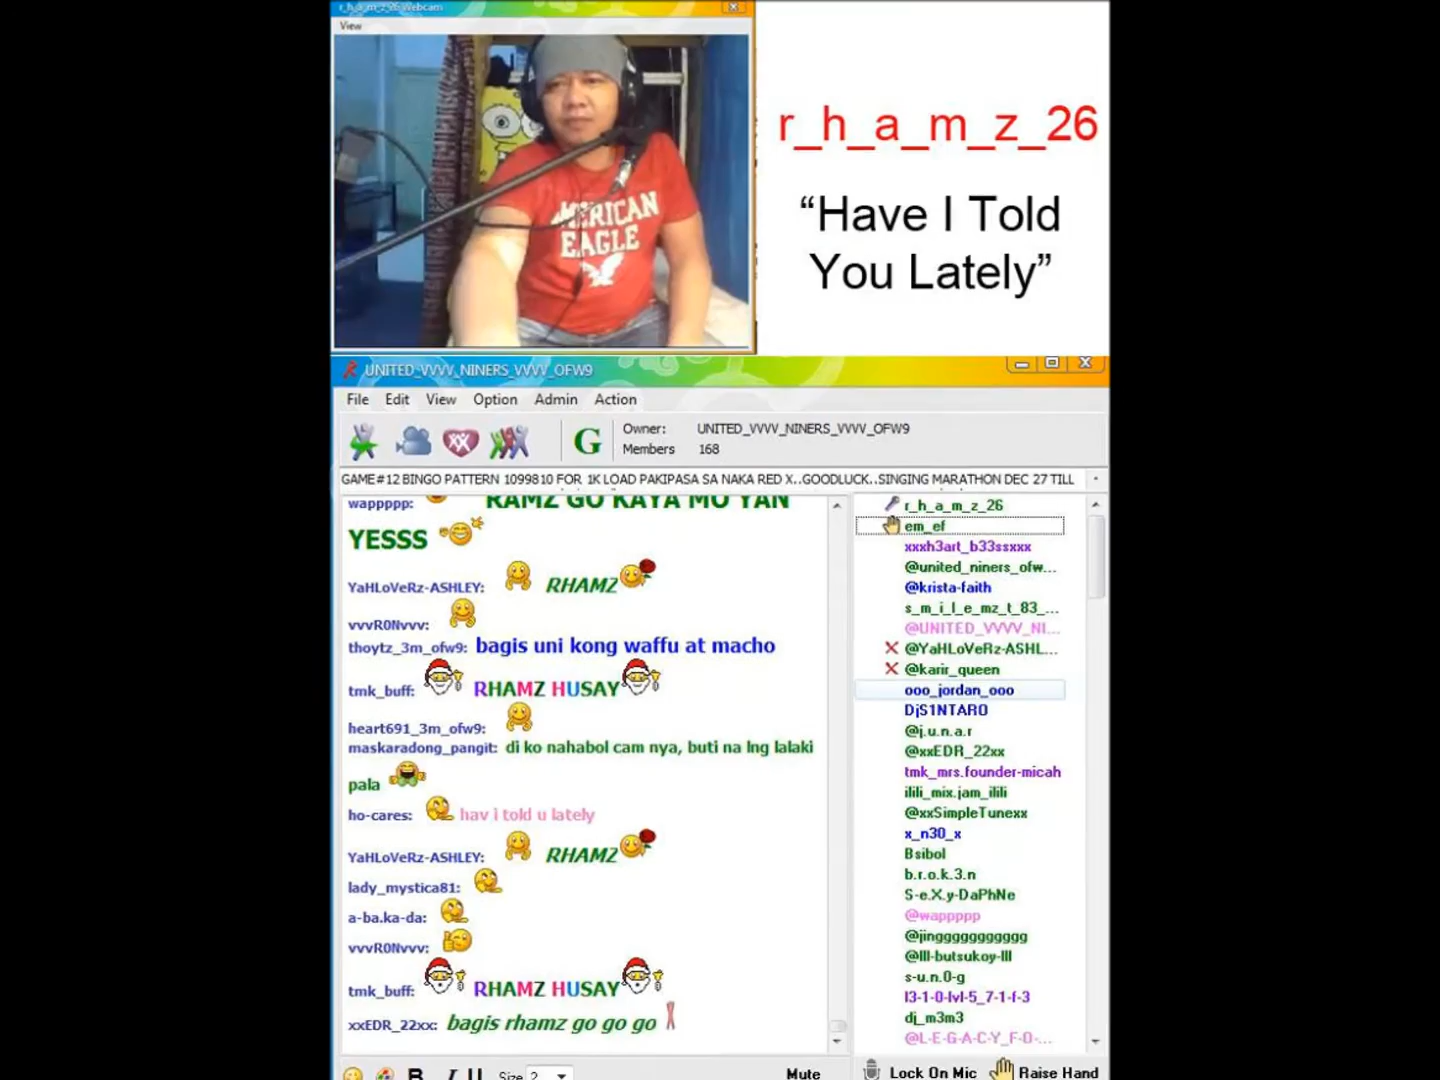 r_h_a_m_z_26 Webcam
View
AMERICAN
EAGLE
r_h_a_m_z_26
“Have I Told
You Lately”
UNITED_VVVV_NINERS_VVVV_OFW9
File Edit View Option Admin Action
G
Owner: UNITED_VVVV_NINERS_VVVV_OFW9
Members 168
GAME#12 BINGO PATTERN 1099810 FOR 1K LOAD PAKIPASA SA NAKA RED X..GOODLUCK..SINGING MARATHON DEC 27 TILL
wappppp: RAMZ GO KAYA MO YAN
YESSS
YaHLoVeRz-ASHLEY: RHAMZ
vvvR0Nvvv:
thoytz_3m_ofw9: bagis uni kong waffu at macho
tmk_buff: RHAMZ HUSAY
heart691_3m_ofw9:
maskaradong_pangit: di ko nahabol cam nya, buti na lng lalaki
pala
ho-cares: hav i told u lately
YaHLoVeRz-ASHLEY: RHAMZ
lady_mystica81:
a-ba.ka-da:
vvvR0Nvvv:
tmk_buff: RHAMZ HUSAY
xxEDR_22xx: bagis rhamz go go go
r_h_a_m_z_26
em_ef
xxxh3art_b33ssxxx
@united_niners_ofw...
@krista-faith
s_m_i_l_e_mz_t_83_...
@UNITED_VVVV_NI...
@YaHLoVeRz-ASHL...
@karir_queen
ooo_jordan_ooo
DjS1NTARO
@j.u.n.a.r
@xxEDR_22xx
tmk_mrs.founder-micah
ilili_mix.jam_ilili
@xxSimpleTunexx
x_n30_x
Bsibol
b.r.o.k.3.n
S-e.X.y-DaPhNe
@wappppp
@jinggggggggggg
@lll-butsukoy-lll
s-u.n.0-g
l3-1-0-lvl-5_7-1-f-3
dj_m3m3
@L-E-G-A-C-Y_F-O-...
B I U Size 2
Mute
Lock On Mic
Raise Hand